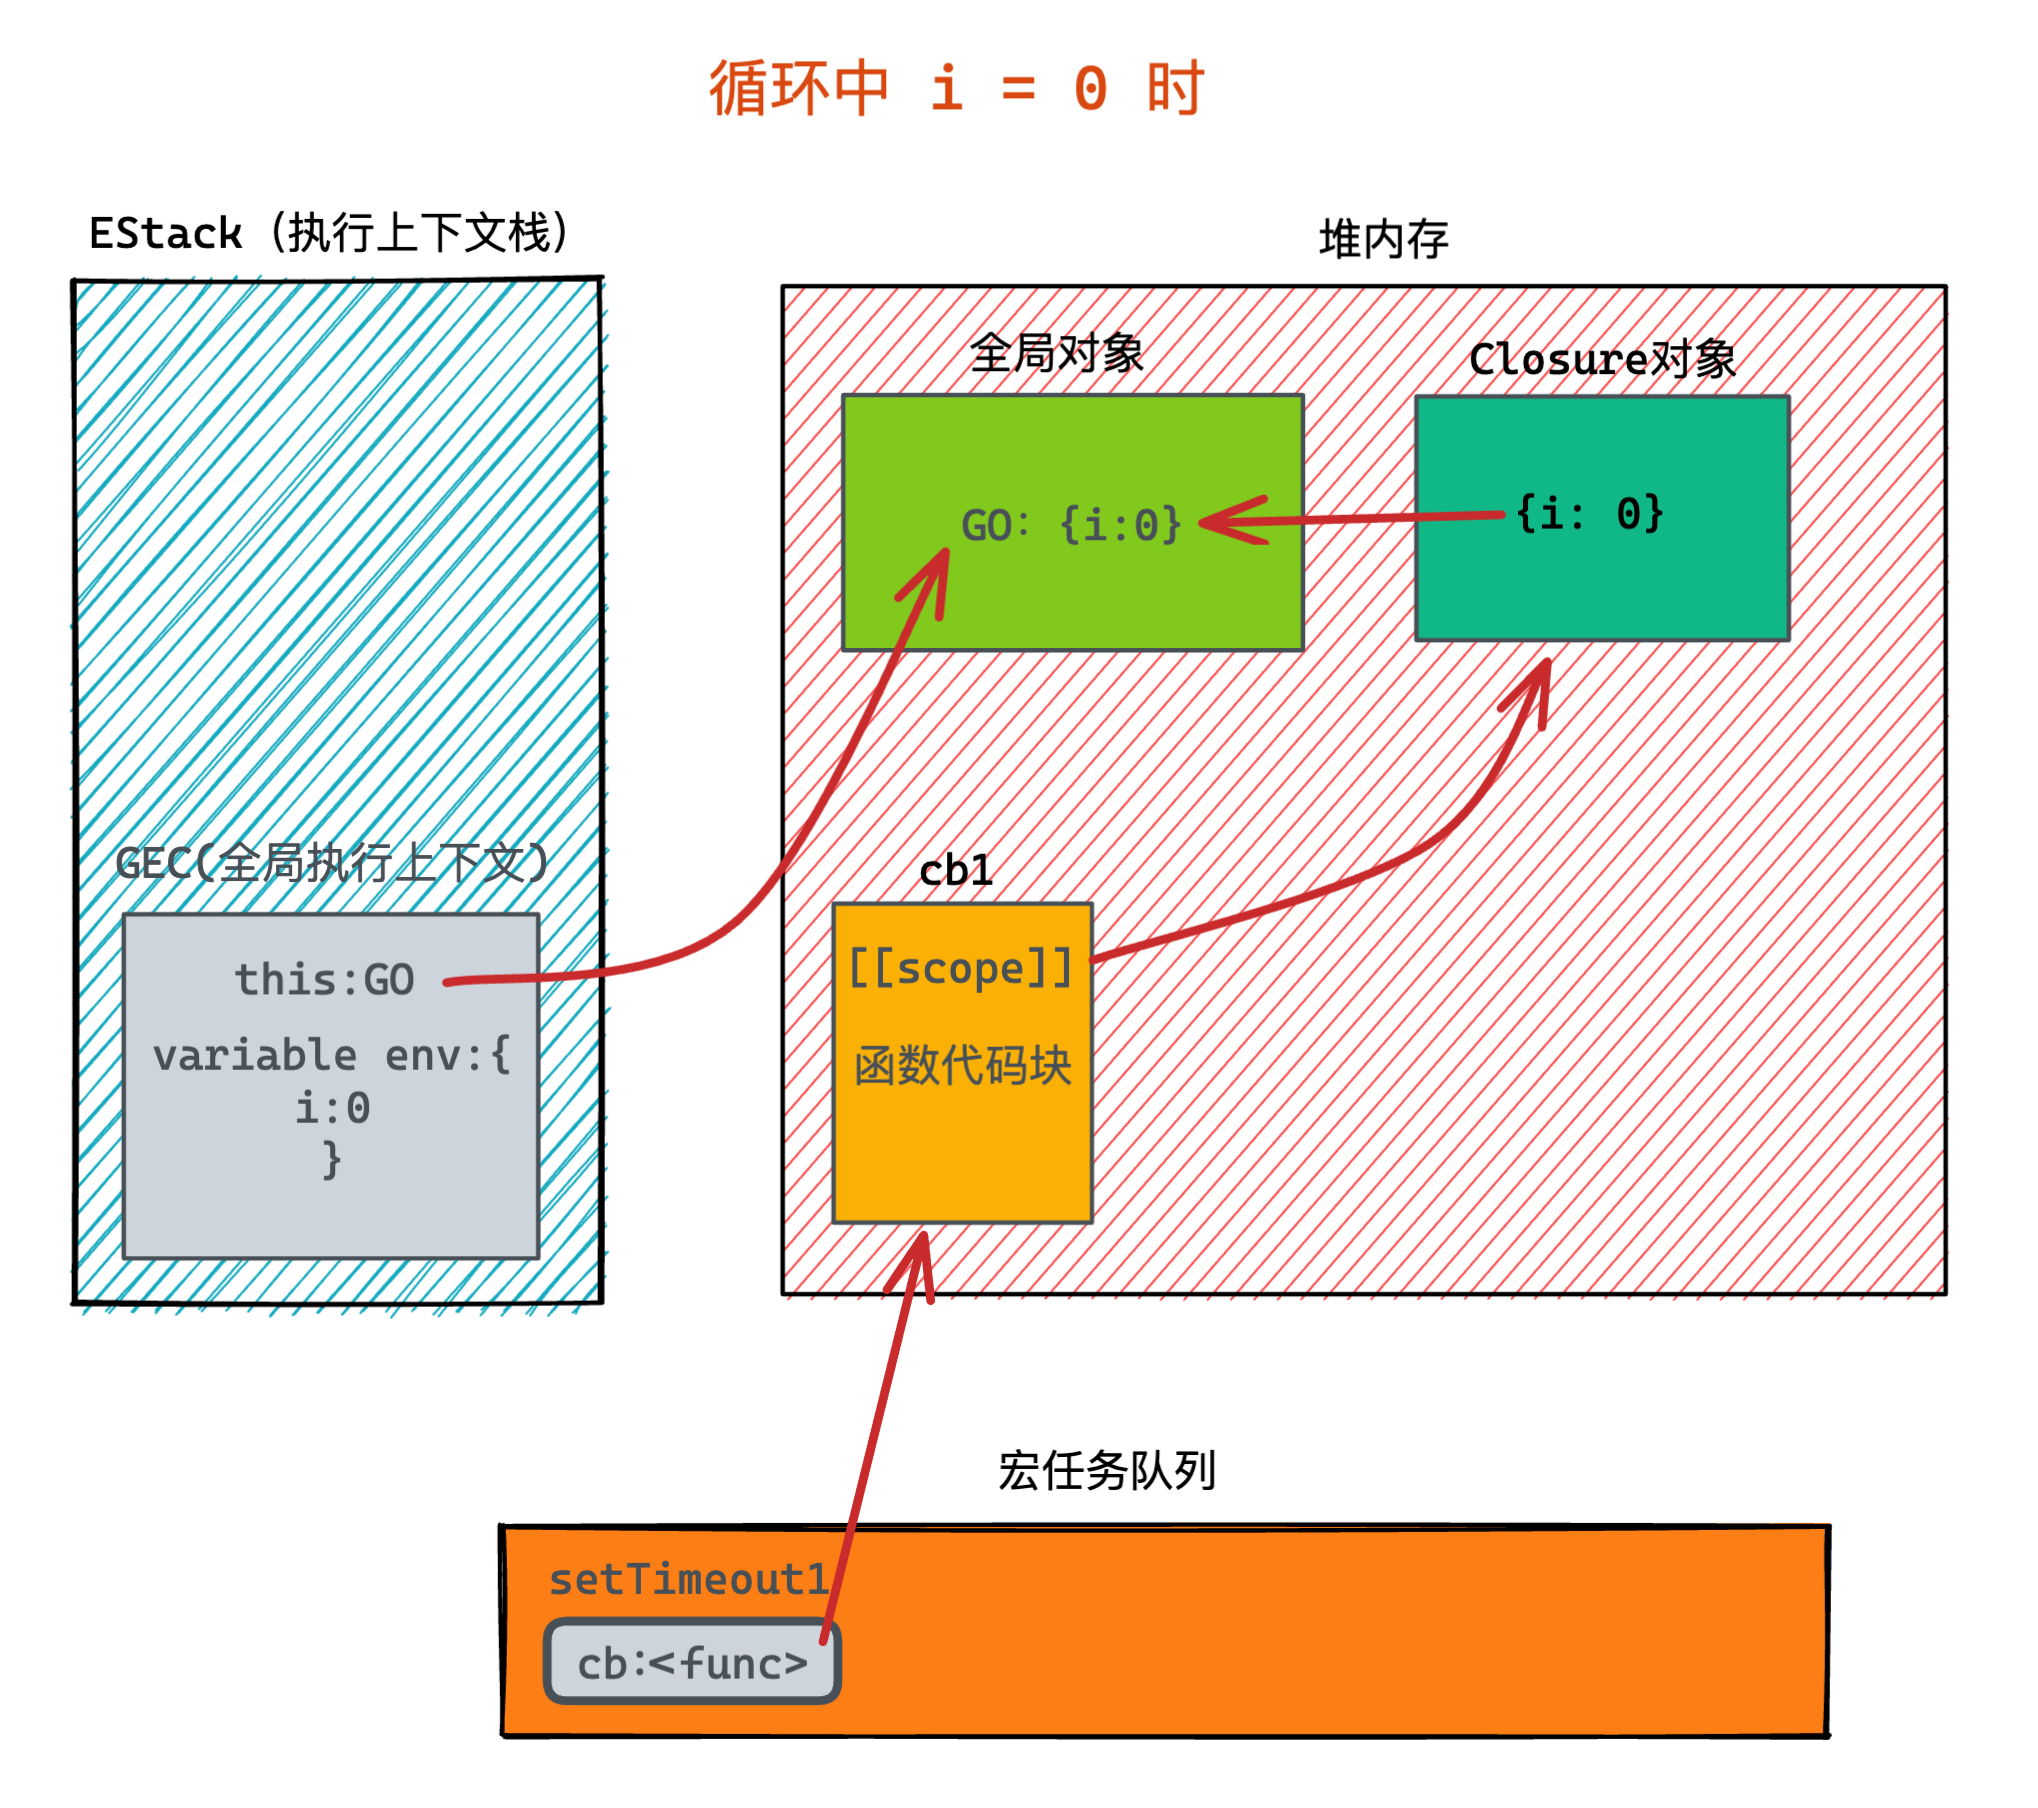 循环中 i = 0 时
EStack (执行上下文栈)
堆内存
全局对象
Closure对象
GO: {i:0}
{i: 0}
GEC(全局执行上下文)
this:GO
variable env:{
i:0
}
cb1
[[scope]]
函数代码块
宏任务队列
setTimeout1
cb:<func>